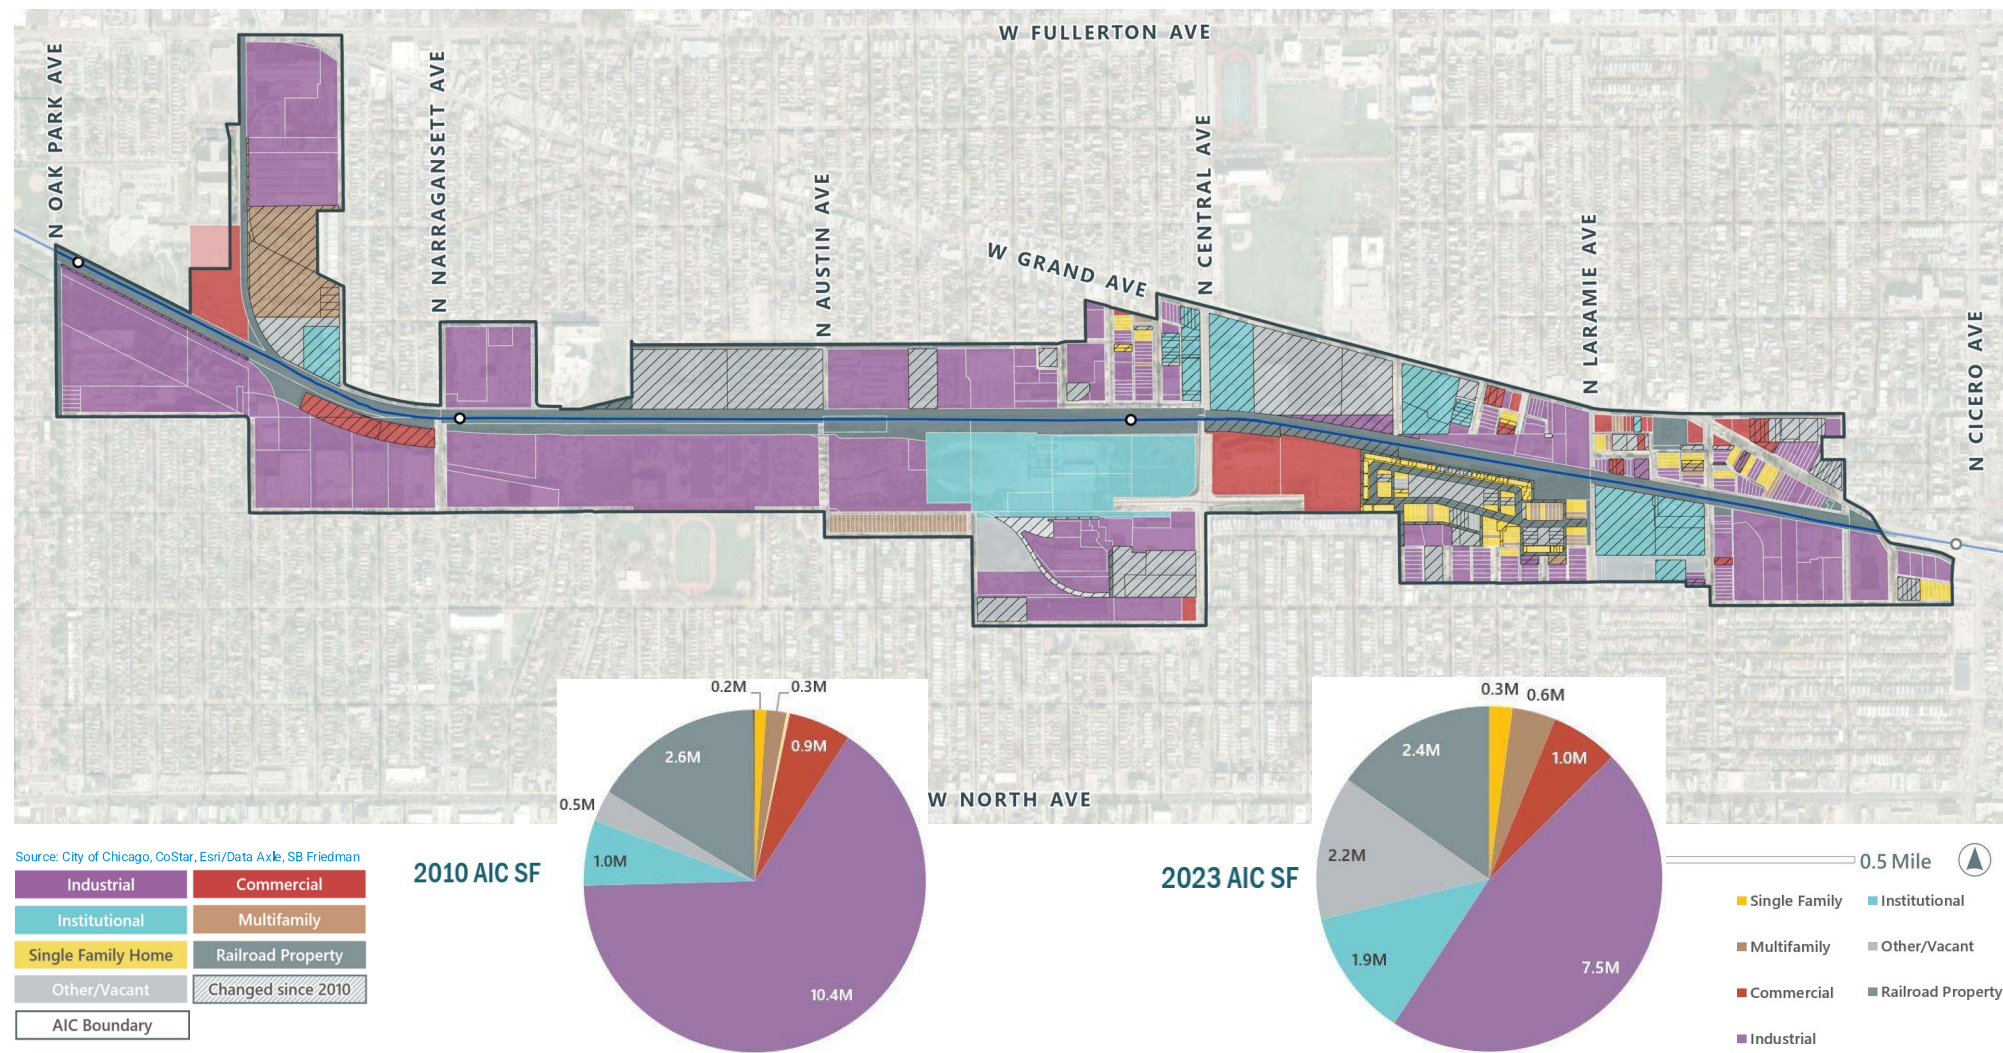 W FULLERTON AVE
N OAK PARK AVE
N NARRAGANSETT AVE
N AUSTIN AVE
W GRAND AVE
N CENTRAL AVE
N LARAMIE AVE
N CICERO AVE
W NORTH AVE
0.2M
0.3M
0.9M
2.6M
0.5M
1.0M
10.4M
2010 AIC SF
0.3M
0.6M
1.0M
2.4M
2.2M
1.9M
7.5M
2023 AIC SF
0.5 Mile
Source: City of Chicago, CoStar, Esri/Data Axle, SB Friedman
Industrial
Commercial
Institutional
Multifamily
Single Family Home
Railroad Property
Other/Vacant
Changed since 2010
AIC Boundary
Single Family
Institutional
Multifamily
Other/Vacant
Commercial
Railroad Property
Industrial